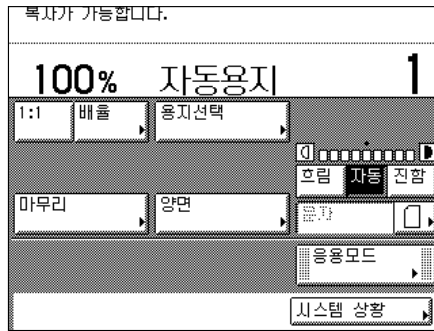 복사가 가능합니다.
100% 자동용지 1
1:1 배율 용지선택
흐림 자동 진함
마무리 양면 문자
응용모드
시스템 상황